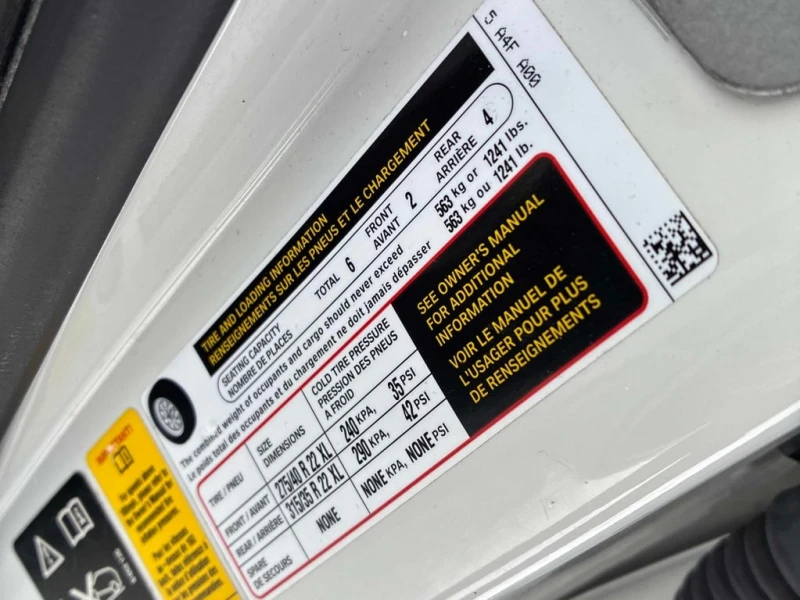 5 A4F A00
TIRE AND LOADING INFORMATION
RENSEIGNEMENTS SUR LES PNEUS ET LE CHARGEMENT
SEATING CAPACITY TOTAL 6 FRONT 2 REAR 4
NOMBRE DE PLACES AVANT ARRIÈRE
The combined weight of occupants and cargo should never exceed 563 kg or 1241 lbs.
Le poids total des occupants et du chargement ne doit jamais dépasser 563 kg ou 1241 lb.
TIRE / PNEU SIZE COLD TIRE PRESSURE
DIMENSIONS PRESSION DES PNEUS
A FROID
FRONT / AVANT 275/40 R 22 XL 240 KPA, 35 PSI
REAR / ARRIÈRE 315/35 R 22 XL 290 KPA, 42 PSI
SPARE NONE NONE KPA, NONE PSI
DE SECOURS
SEE OWNER'S MANUAL
FOR ADDITIONAL
INFORMATION
VOIR LE MANUEL DE
L'USAGER POUR PLUS
DE RENSEIGNEMENTS
IMPORTANT!